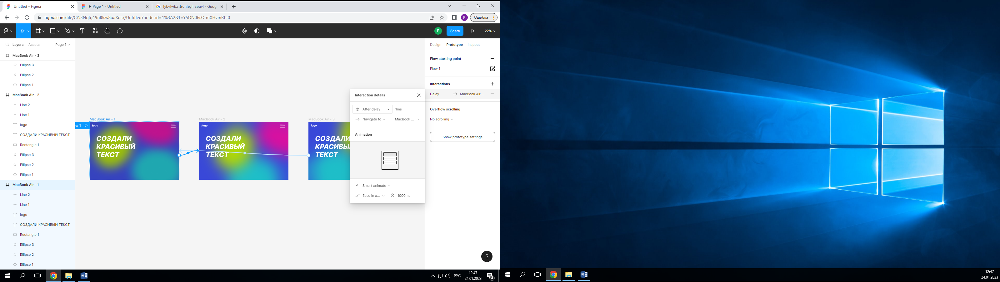 Untitled – Figma
Page 1 - Untitled
fybvfwbz ,truhfeylf abuvf - Googl
figma.com/file/CYJ3Nqfg19nI8sw8uaXdsx/Untitled?node-id=1%3A2&t=Y5ON06sQrmXHvmRL-0
F
Ошибка
F
Share
22%
Layers
Assets
Page 1
MacBook Air - 3
Ellipse 3
Ellipse 2
Ellipse 1
MacBook Air - 2
Line 2
Line 1
logo
СОЗДАЛИ КРАСИВЫЙ ТЕКСТ
Rectangle 1
Ellipse 3
Ellipse 2
Ellipse 1
MacBook Air - 1
Line 2
Line 1
logo
СОЗДАЛИ КРАСИВЫЙ ТЕКСТ
Rectangle 1
Ellipse 3
Ellipse 2
Ellipse 1
ow 1
MacBook Air - 1
logo
СОЗДАЛИ
КРАСИВЫЙ
ТЕКСТ
MacBook Air - 2
logo
СОЗДАЛИ
КРАСИВЫЙ
ТЕКСТ
MacBook Air - 3
logo
СОЗДАЛИ
КРАСИВЫ
ТЕКСТ
Interaction details
After delay
1ms
Navigate to
MacBook ...
Animation
Smart animate
Ease in a...
1000ms
Design
Prototype
Inspect
Flow starting point
Flow 1
Interactions
Delay
MacBook Air ...
Overflow scrolling
No scrolling
Show prototype settings
?
РУС
12:47
24.01.2023
4
12:47
24.01.2023